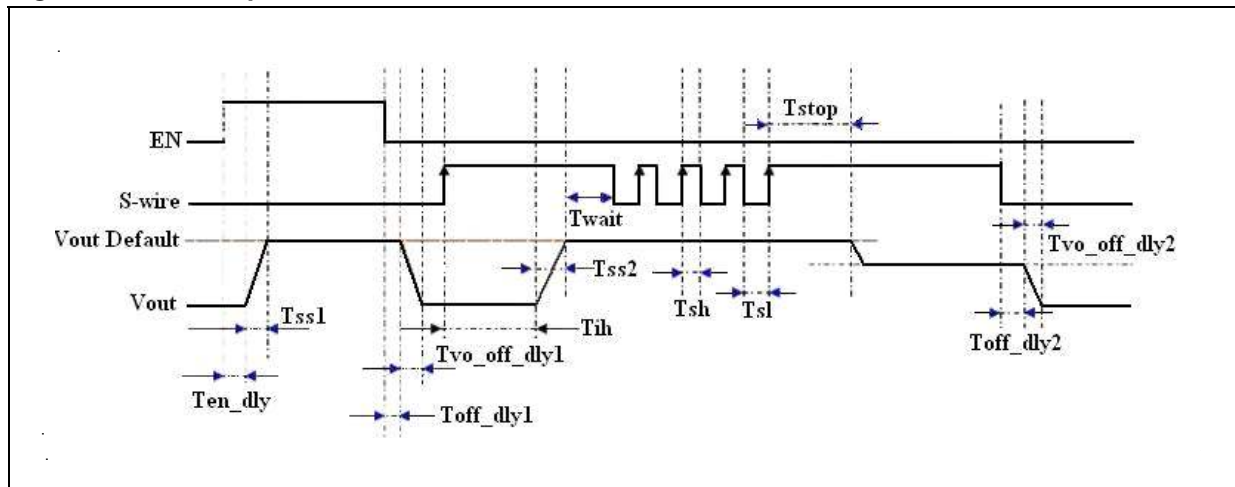 Tstop
EN
S-wire
Twait
Vout Default
Tvo_off_dly2
Tss2
Vout
Tsh
Tsl
Tss1
Tih
Toff_dly2
Tvo_off_dly1
Ten_dly
Toff_dly1